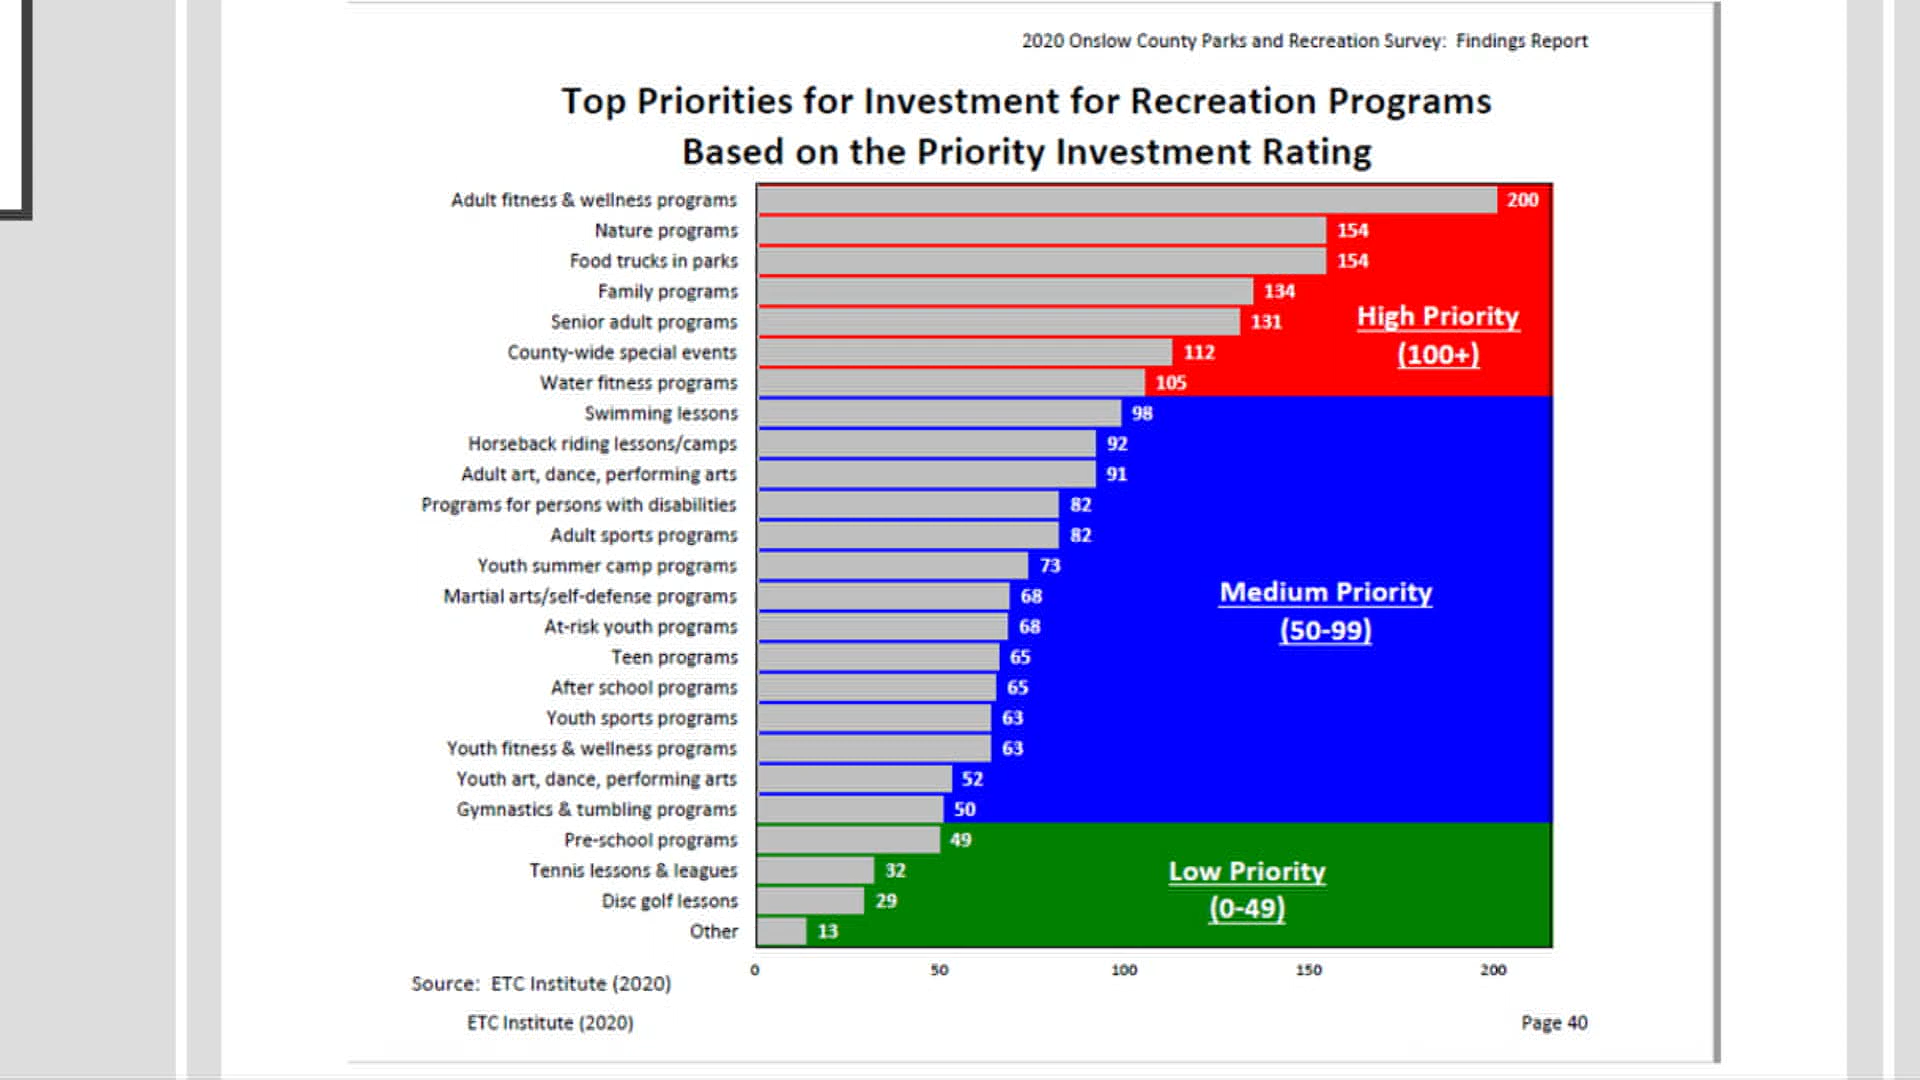 2020 Onslow County Parks and Recreation Survey: Findings Report
Top Priorities for Investment for Recreation Programs
Based on the Priority Investment Rating
Adult fitness & wellness programs 200
Nature programs 154
Food trucks in parks 154
Family programs 134
Senior adult programs 131
High Priority
(100+)
County-wide special events 112
Water fitness programs 105
Swimming lessons 98
Horseback riding lessons/camps 92
Adult art, dance, performing arts 91
Programs for persons with disabilities 82
Adult sports programs 82
Youth summer camp programs 73
Martial arts/self-defense programs 68
Medium Priority
(50-99)
At-risk youth programs 68
Teen programs 65
After school programs 65
Youth sports programs 63
Youth fitness & wellness programs 63
Youth art, dance, performing arts 52
Gymnastics & tumbling programs 50
Pre-school programs 49
Tennis lessons & leagues 32
Low Priority
(0-49)
Disc golf lessons 29
Other 13
0 50 100 150 200
Source: ETC Institute (2020)
ETC Institute (2020)
Page 40